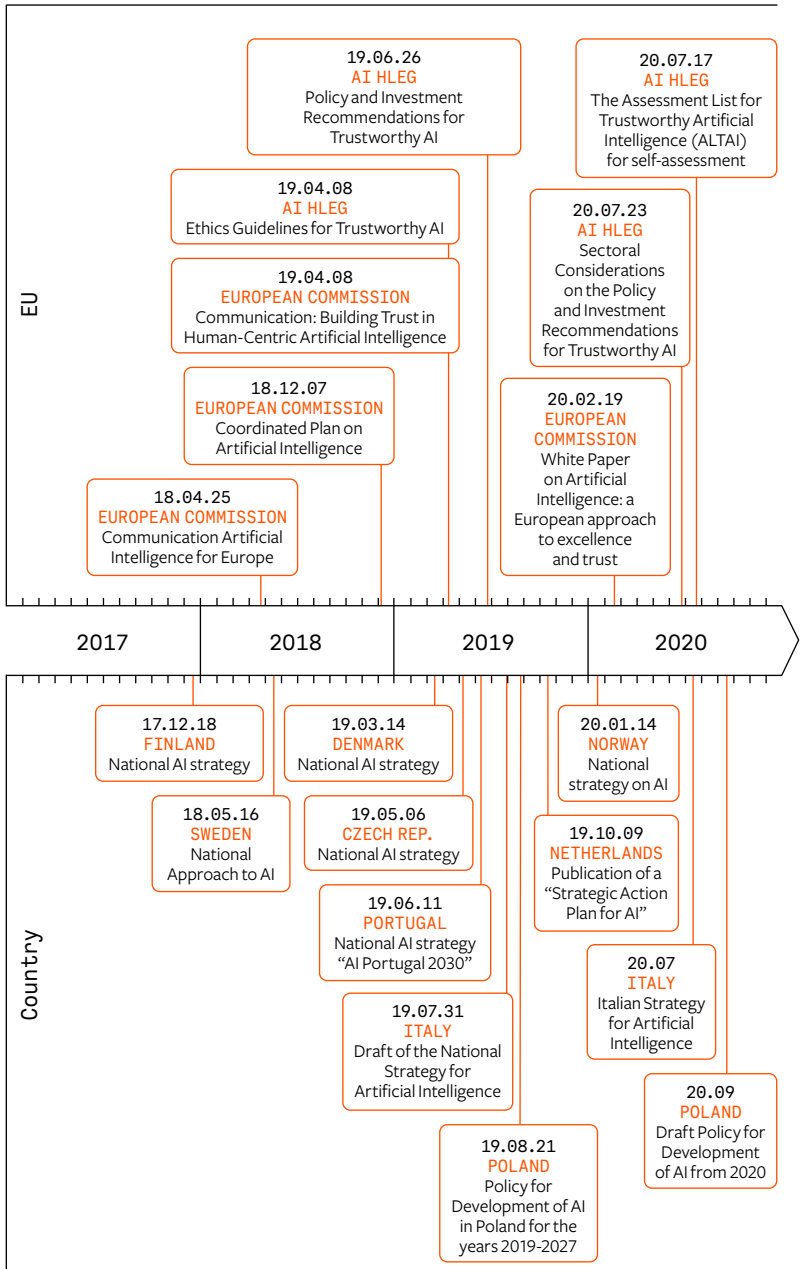 EU
19.06.26
AI HLEG
Policy and Investment
Recommendations for
Trustworthy AI
20.07.17
AI HLEG
The Assessment List for
Trustworthy Artificial
Intelligence (ALTAI)
for self-assessment
19.04.08
AI HLEG
Ethics Guidelines for Trustworthy AI
20.07.23
AI HLEG
Sectoral
Considerations
on the Policy
and Investment
Recommendations
for Trustworthy AI
19.04.08
EUROPEAN COMMISSION
Communication: Building Trust in
Human-Centric Artificial Intelligence
18.12.07
EUROPEAN COMMISSION
Coordinated Plan on
Artificial Intelligence
20.02.19
EUROPEAN
COMMISSION
White Paper
on Artificial
Intelligence: a
European approach
to excellence
and trust
18.04.25
EUROPEAN COMMISSION
Communication Artificial
Intelligence for Europe
2017
2018
2019
2020
Country
17.12.18
FINLAND
National AI strategy
19.03.14
DENMARK
National AI strategy
20.01.14
NORWAY
National
strategy on AI
18.05.16
SWEDEN
National
Approach to AI
19.05.06
CZECH REP.
National AI strategy
19.10.09
NETHERLANDS
Publication of a
“Strategic Action
Plan for AI”
19.06.11
PORTUGAL
National AI strategy
“AI Portugal 2030”
20.07
ITALY
Italian Strategy
for Artificial
Intelligence
19.07.31
ITALY
Draft of the National
Strategy for
Artificial Intelligence
20.09
POLAND
Draft Policy for
Development
of AI from 2020
19.08.21
POLAND
Policy for
Development of AI
in Poland for the
years 2019-2027